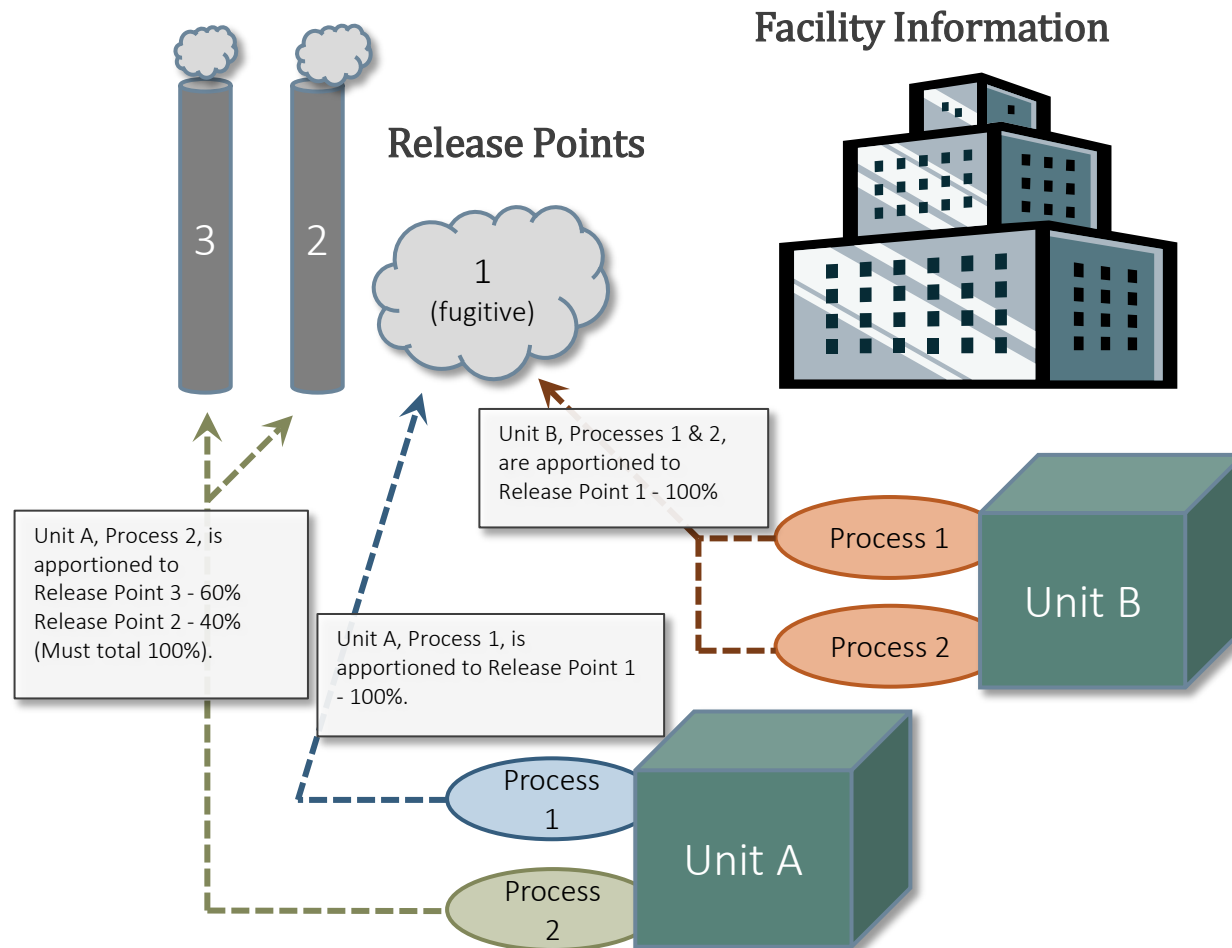 Facility Information
Release Points
3
2
1
(fugitive)
Unit B, Processes 1 & 2,
are apportioned to
Release Point 1 - 100%
Unit A, Process 2, is
apportioned to
Release Point 3 - 60%
Release Point 2 - 40%
(Must total 100%).
Unit A, Process 1, is
apportioned to Release Point 1
- 100%.
Process 1
Process 2
Unit B
Process
1
Process
2
Unit A